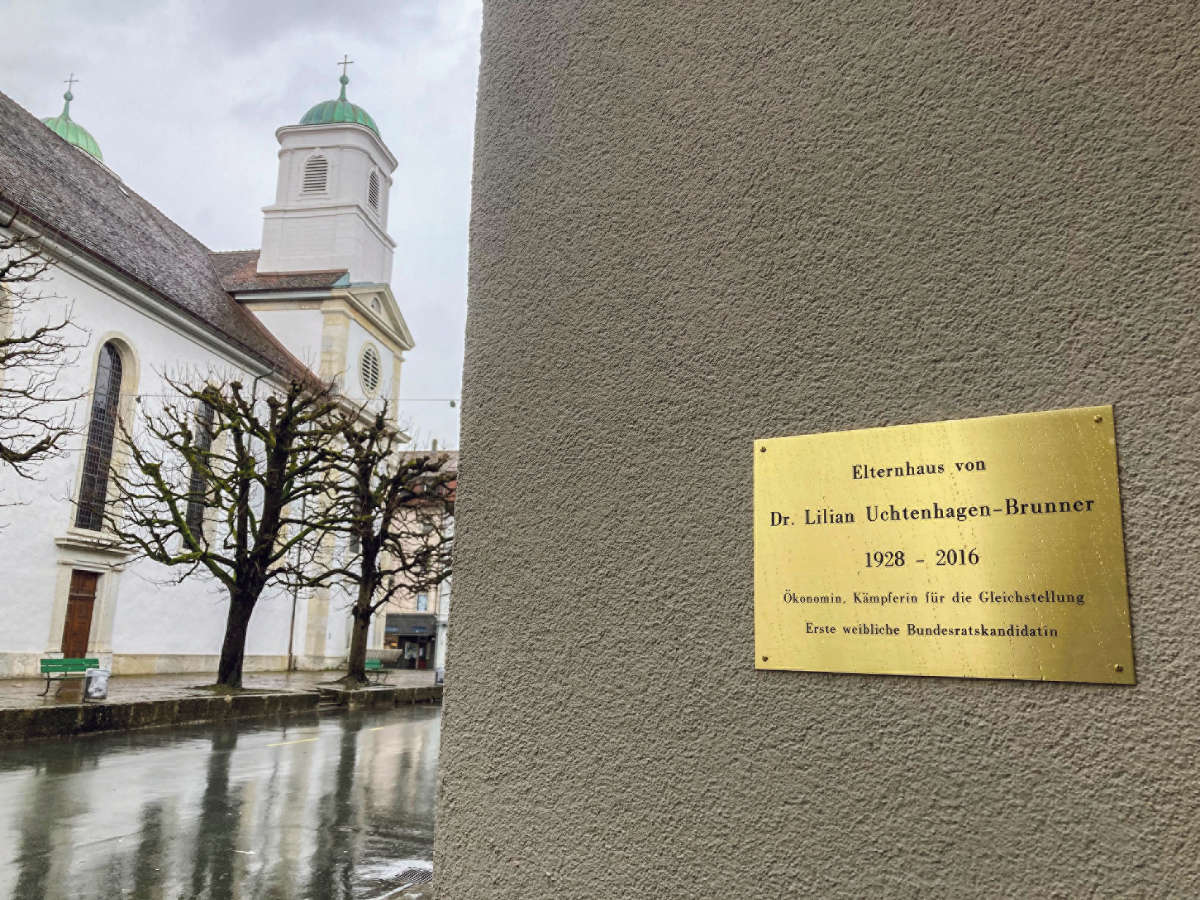 Elternhaus von
Dr. Lilian Uchtenhagen-Brunner
1928 - 2016
Ökonomin, Kämpferin für die Gleichstellung
Erste weibliche Bundesratskandidatin